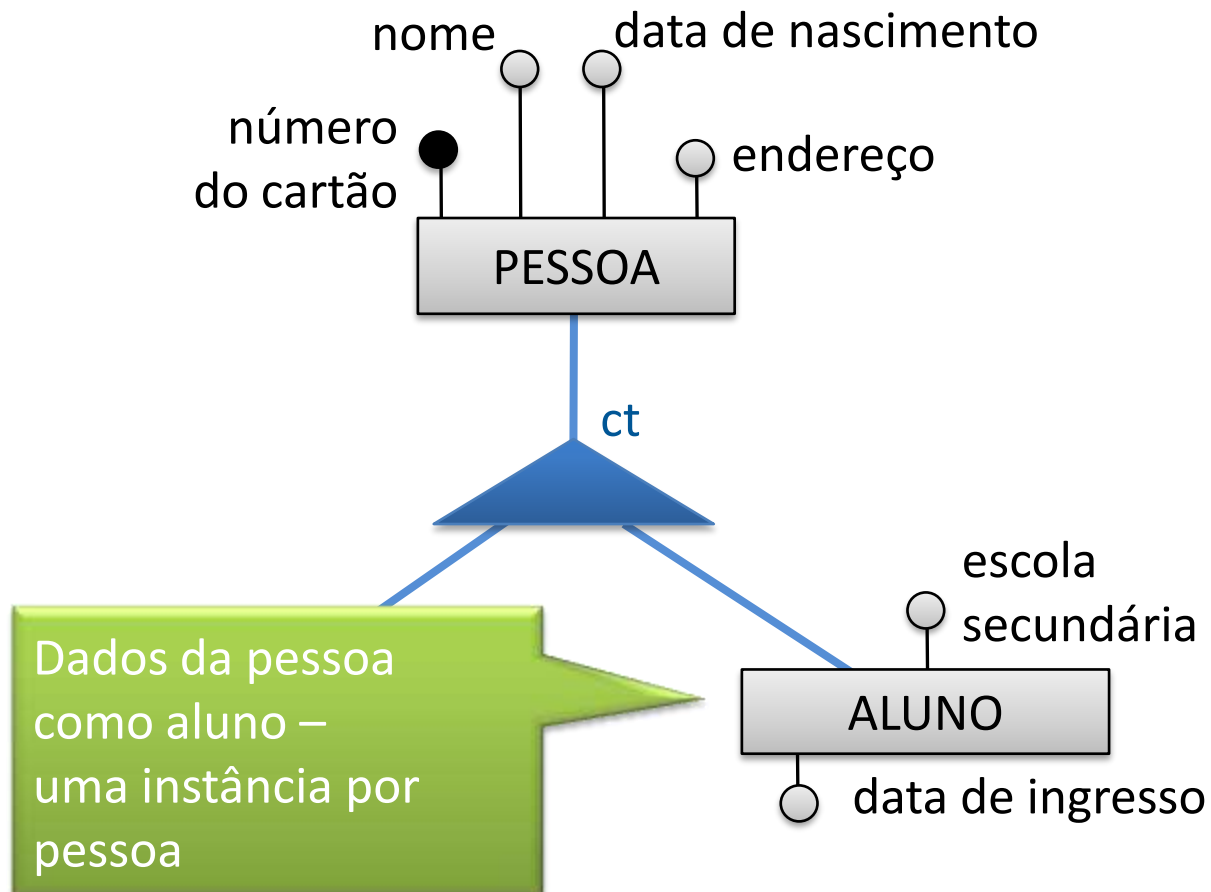 nome
data de nascimento
número
do cartão
endereço
PESSOA
ct
escola
secundária
Dados da pessoa
como aluno –
uma instância por
pessoa
ALUNO
data de ingresso